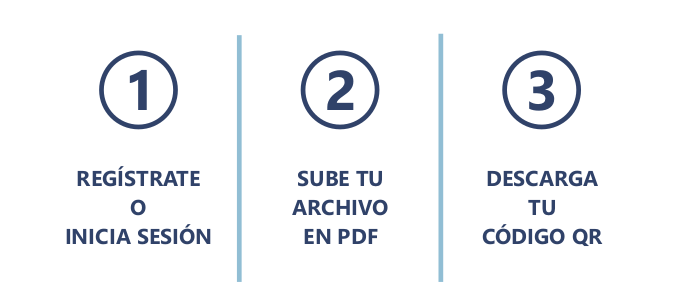 1
REGÍSTRATE
O
INICIA SESIÓN
2
SUBE TU
ARCHIVO
EN PDF
3
DESCARGA
TU
CÓDIGO QR